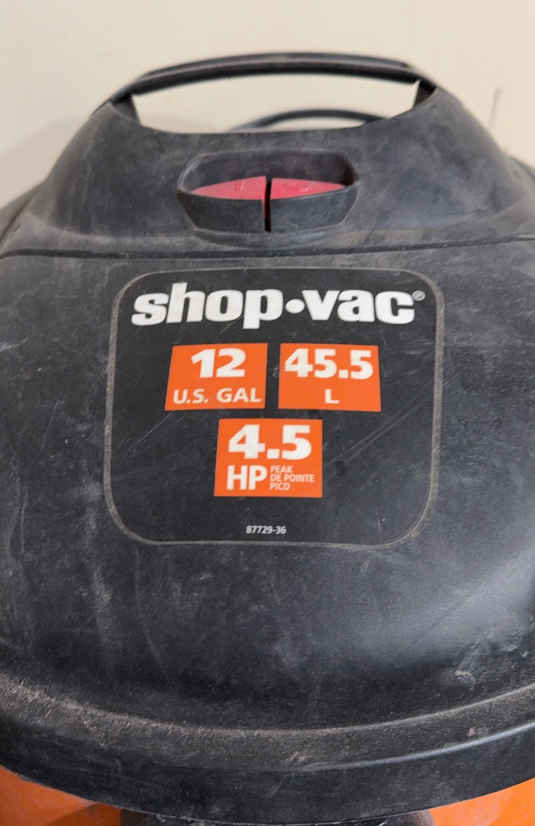 shop•vac®
12
U.S. GAL
45.5
L
4.5
HP PEAK
DE POINTE
PICO
87729-36